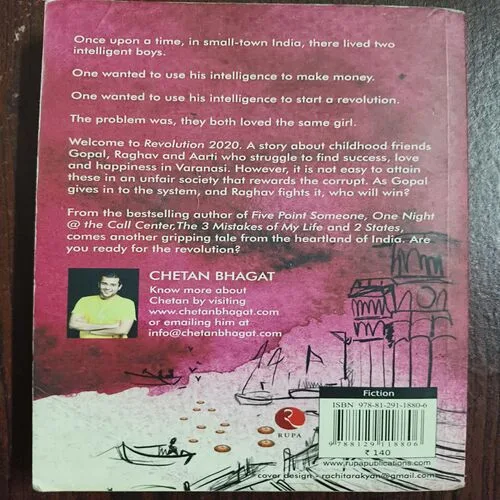 Once upon a time, in small-town India, there lived two
intelligent boys.
One wanted to use his intelligence to make money.
One wanted to use his intelligence to start a revolution.
The problem was, they both loved the same girl.
Welcome to Revolution 2020. A story about childhood friends
Gopal, Raghav and Aarti who struggle to find success, love
and happiness in Varanasi. However, it is not easy to attain
these in an unfair society that rewards the corrupt. As Gopal
gives in to the system, and Raghav fights it, who will win?
From the bestselling author of Five Point Someone, One Night
@ the Call Center,The 3 Mistakes of My Life and 2 States,
comes another gripping tale from the heartland of India. Are
you ready for the revolution?
CHETAN BHAGAT
Know more about
Chetan by visiting
www.chetanbhagat.com
or emailing him at
info@chetanbhagat.com
Fiction
ISBN 978-81-291-1880-6
9 788129 118806
₹ 140
RUPA
www.rupapublications.com
cover design - rachitarakyan@gmail.com